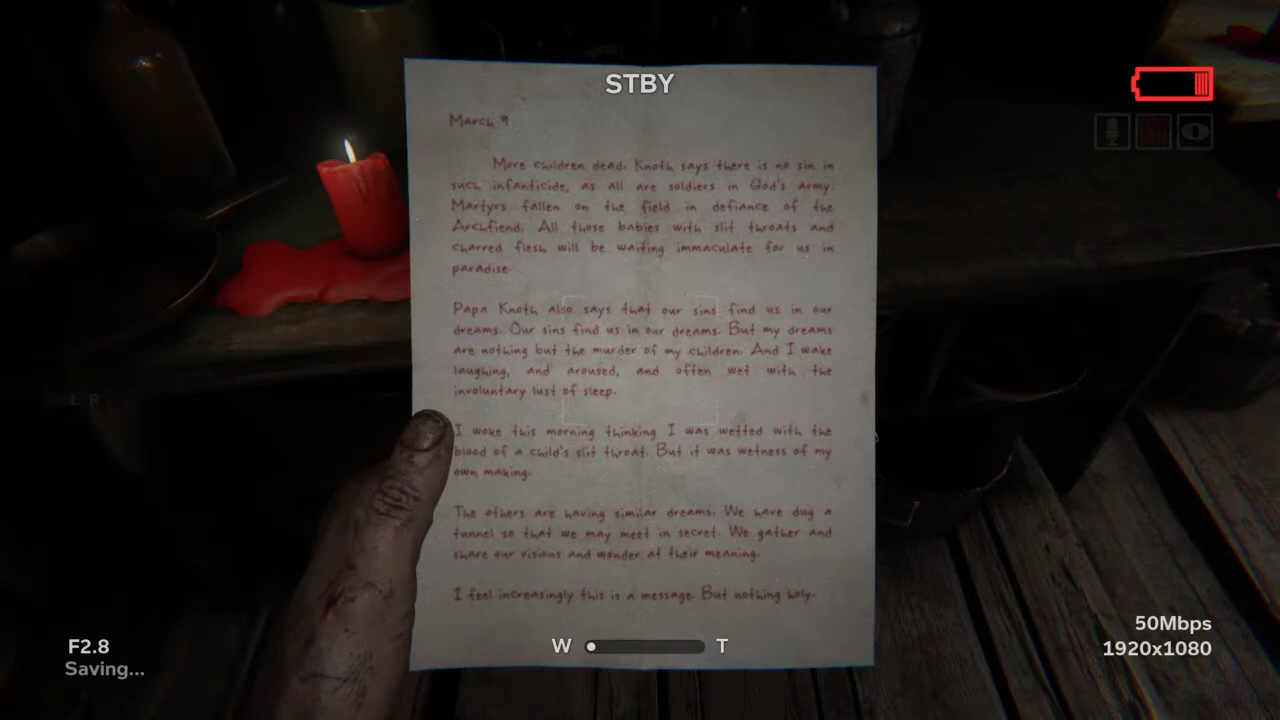 STBY
March 9
More children dead. Knoth says there is no sin in
such infanticide, as all are soldiers in God's army.
Martyrs fallen on the field in defiance of the
Archfiend. All those babies with slit throats and
charred flesh will be waiting immaculate for us in
paradise.
Papa Knoth also says that our sins find us in our
dreams. Our sins find us in our dreams. But my dreams
are nothing but the murder of my children. And I wake
laughing, and aroused, and often wet with the
involuntary lust of sleep.
I woke this morning thinking I was wetted with the
blood of a child's slit throat. But it was wetness of my
own making.
The others are having similar dreams. We have dug a
tunnel so that we may meet in secret. We gather and
share our visions and wonder at their meaning.
I feel increasingly this is a message. But nothing holy.
L R
F2.8
Saving...
W T
50Mbps
1920x1080